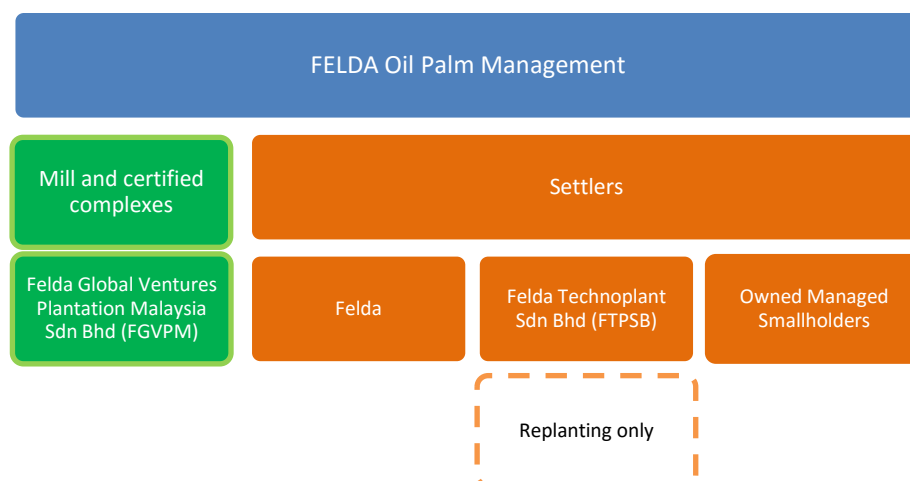 FELDA Oil Palm Management
Mill and certified
complexes
Settlers
Felda Global Ventures
Plantation Malaysia
Sdn Bhd (FGVPM)
Felda
Felda Technoplant
Sdn Bhd (FTPSB)
Owned Managed
Smallholders
Replanting only